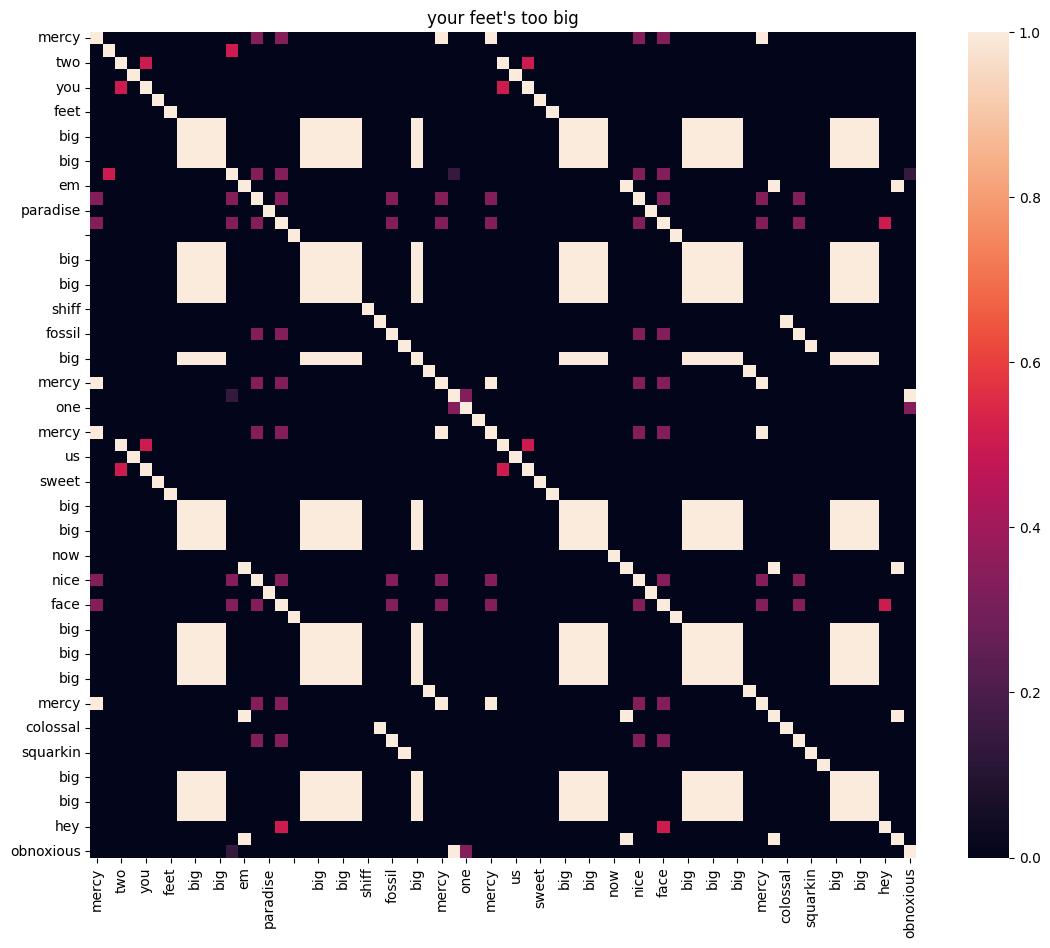 your feet's too big
mercy
two
you
feet
big
big
em
paradise
big
big
shiff
fossil
big
mercy
one
mercy
us
sweet
big
big
now
nice
face
big
big
big
mercy
colossal
squarkin
big
big
hey
obnoxious
mercy
two
you
feet
big
big
em
paradise
big
big
shiff
fossil
big
mercy
one
mercy
us
sweet
big
big
now
nice
face
big
big
big
mercy
colossal
squarkin
big
big
hey
obnoxious
1.0
0.8
0.6
0.4
0.2
0.0